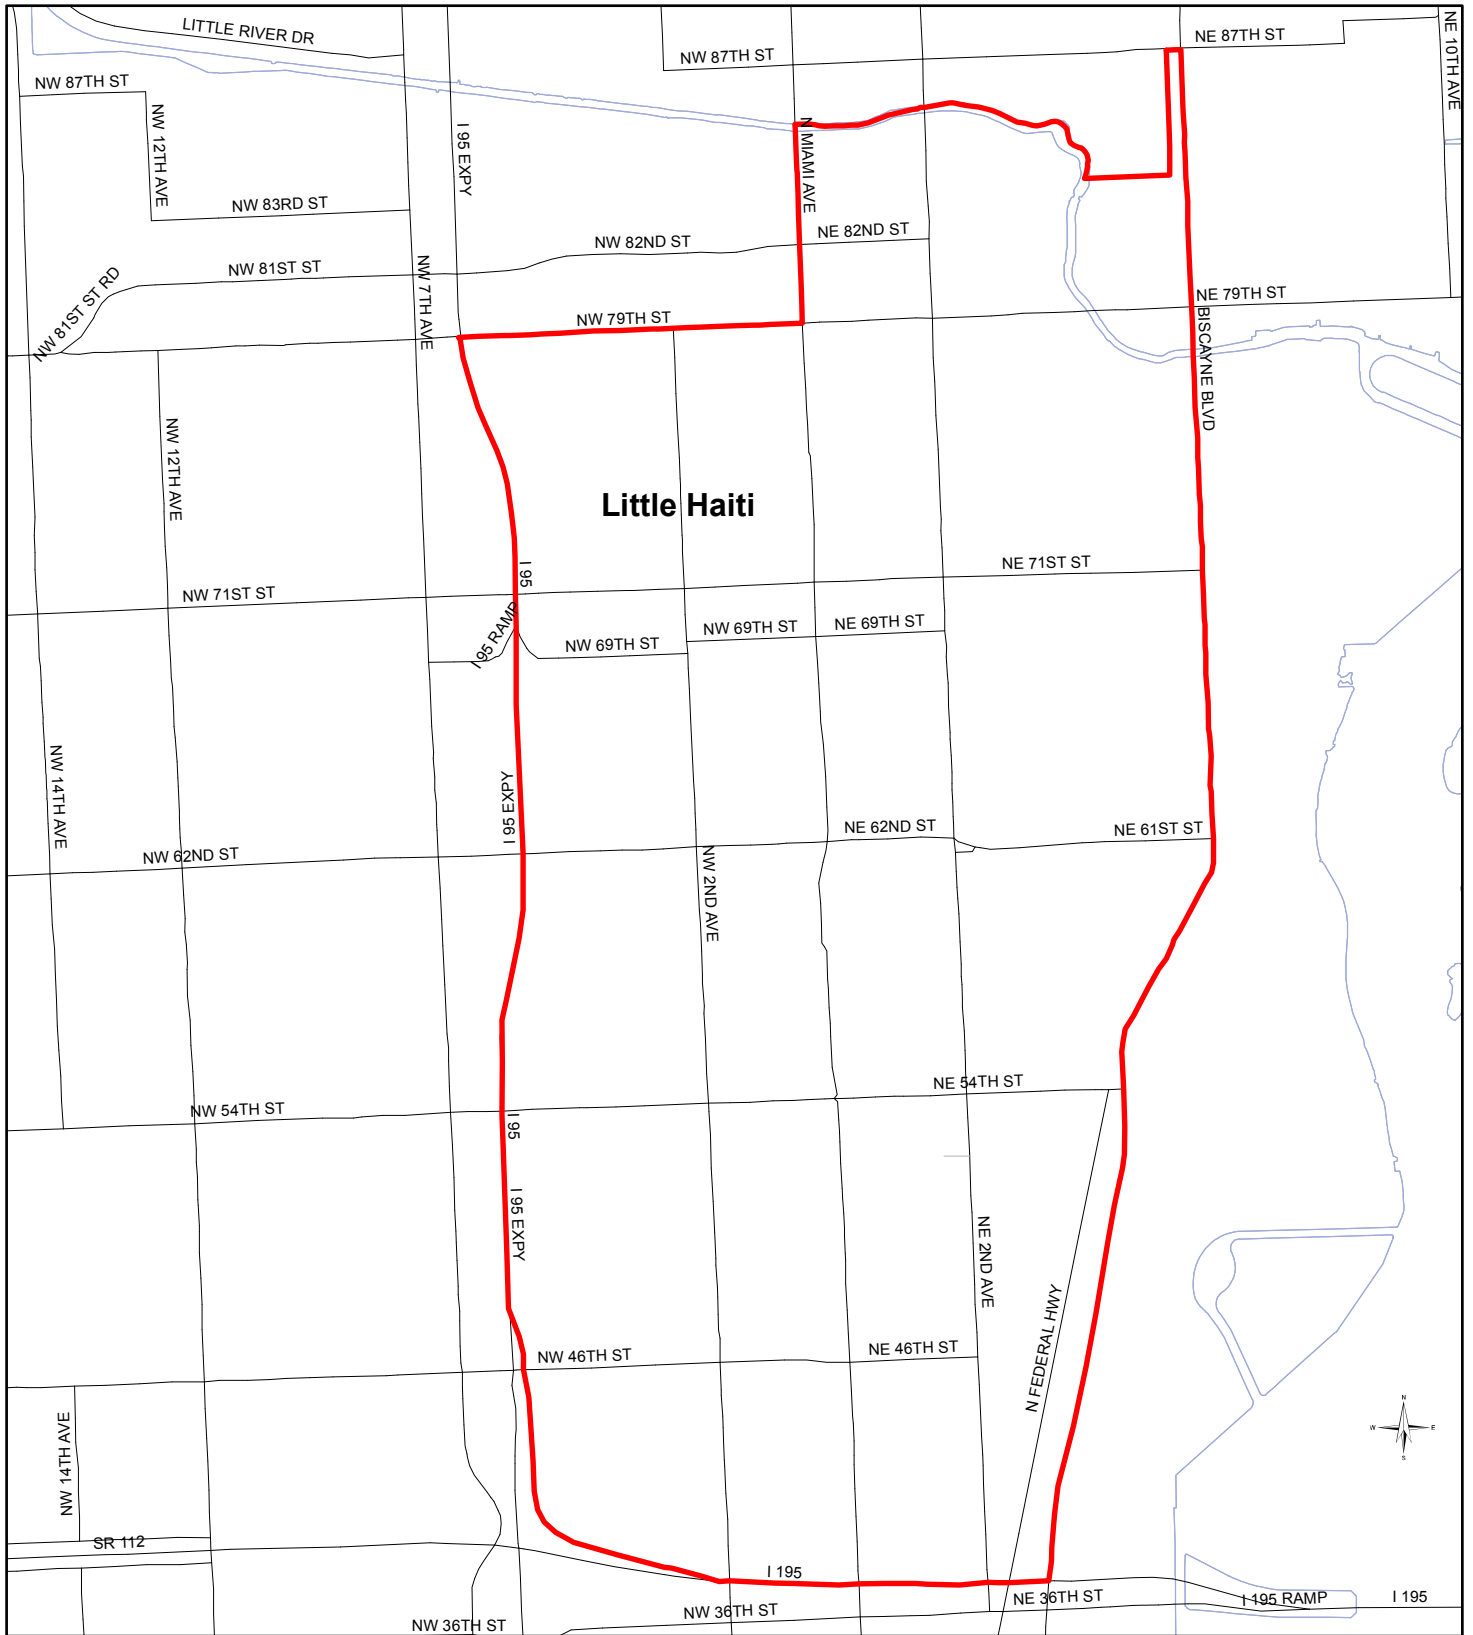 LITTLE RIVER DR
NE 87TH ST
NE 10TH AVE
NW 87TH ST
NW 87TH ST
NW 12TH AVE
I 95 EXPY
N MIAMI AVE
NW 83RD ST
NE 82ND ST
NW 82ND ST
NW 81ST ST
NW 81ST ST RD
NW 7TH AVE
NE 79TH ST
NW 79TH ST
BISCAYNE BLVD
NW 12TH AVE
Little Haiti
I 95
NE 71ST ST
NW 71ST ST
I 95 RAMP
NW 69TH ST
NW 69TH ST
NE 69TH ST
NW 14TH AVE
I 95 EXPY
NE 62ND ST
NE 61ST ST
NW 62ND ST
NW 2ND AVE
NE 54TH ST
NW 54TH ST
I 95
I 95 EXPY
NE 2ND AVE
N FEDERAL HWY
NW 46TH ST
NE 46TH ST
N
W
E
S
NW 14TH AVE
SR 112
I 195
NE 36TH ST
I 195 RAMP
I 195
NW 36TH ST
NW 36TH ST